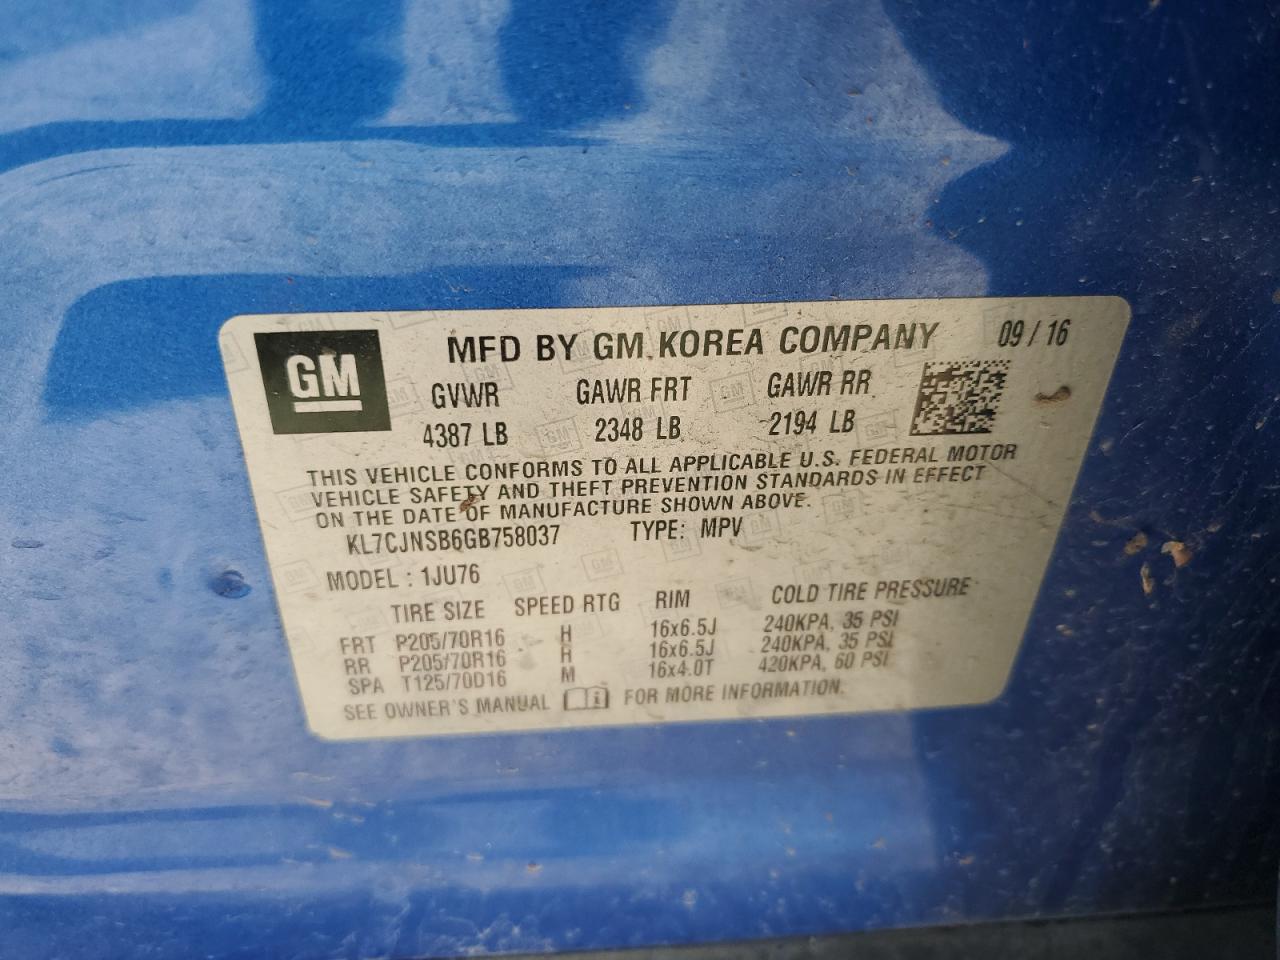 GM
MFD BY GM KOREA COMPANY 09/16
GVWR GAWR FRT GAWR RR
4387 LB 2348 LB 2194 LB
THIS VEHICLE CONFORMS TO ALL APPLICABLE U.S. FEDERAL MOTOR
VEHICLE SAFETY AND THEFT PREVENTION STANDARDS IN EFFECT
ON THE DATE OF MANUFACTURE SHOWN ABOVE.
KL7CJNSB6GB758037 TYPE: MPV
MODEL : 1JU76
TIRE SIZE SPEED RTG RIM COLD TIRE PRESSURE
FRT P205/70R16 H 16x6.5J 240KPA, 35 PSI
RR P205/70R16 H 16x6.5J 240KPA, 35 PSI
SPA T125/70D16 M 16x4.0T 420KPA, 60 PSI
SEE OWNER'S MANUAL FOR MORE INFORMATION.